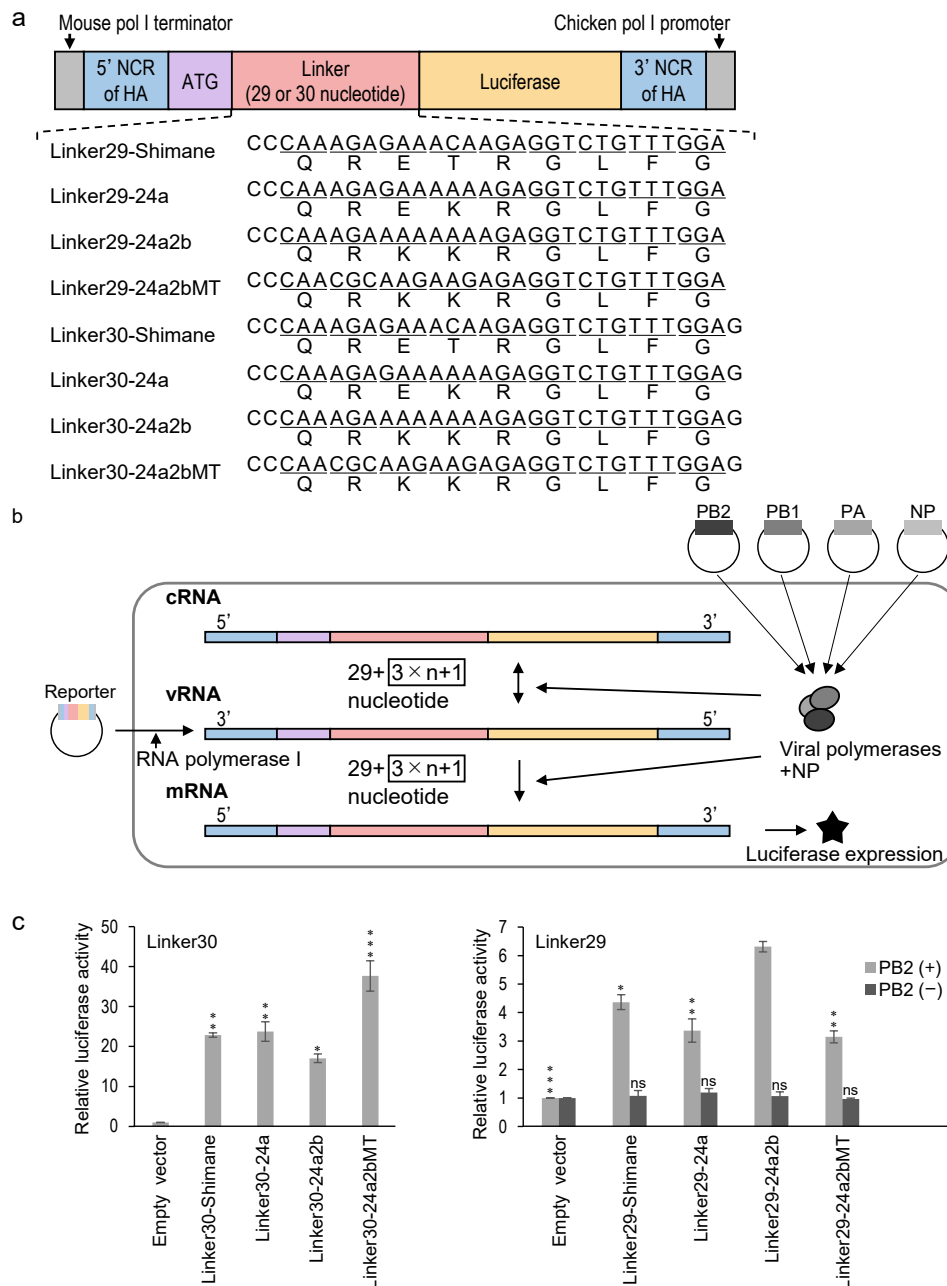 a
Mouse pol I terminator
Chicken pol I promoter
5’ NCR of HA
ATG
Linker (29 or 30 nucleotide)
Luciferase
3’ NCR of HA
Linker29-Shimane CCCAAAGAGAAACAAGAGGTCTGTTTGGA
Q R E T R G L F G
Linker29-24a CCCAAAGAGAAAAAAGAGGTCTGTTTGGA
Q R E K R G L F G
Linker29-24a2b CCCAAAGAAAAAAAAGAGGTCTGTTTGGA
Q R K K R G L F G
Linker29-24a2bMT CCCAACGCAAGAAGAGAGGTCTGTTTGGA
Q R K K R G L F G
Linker30-Shimane CCCAAAGAGAAACAAGAGGTCTGTTTGGAG
Q R E T R G L F G
Linker30-24a CCCAAAGAGAAAAAAGAGGTCTGTTTGGAG
Q R E K R G L F G
Linker30-24a2b CCCAAAGAAAAAAAAGAGGTCTGTTTGGAG
Q R K K R G L F G
Linker30-24a2bMT CCCAACGCAAGAAGAGAGGTCTGTTTGGAG
Q R K K R G L F G
b
PB2 PB1 PA NP
cRNA
5’ 3’
29+ 3×n+1
nucleotide
Reporter
vRNA
3’ 5’
RNA polymerase I
Viral polymerases
+NP
29+ 3×n+1
nucleotide
mRNA
5’ 3’
Luciferase expression
c
Relative luciferase activity
Linker30
50
40
30
20
10
0
** ** * ***
Empty vector
Linker30-Shimane
Linker30-24a
Linker30-24a2b
Linker30-24a2bMT
Relative luciferase activity
Linker29
7
6
5
4
3
2
1
0
*** * ns ** ns ns ** ns
Empty vector
Linker29-Shimane
Linker29-24a
Linker29-24a2b
Linker29-24a2bMT
PB2 (+)
PB2 (−)